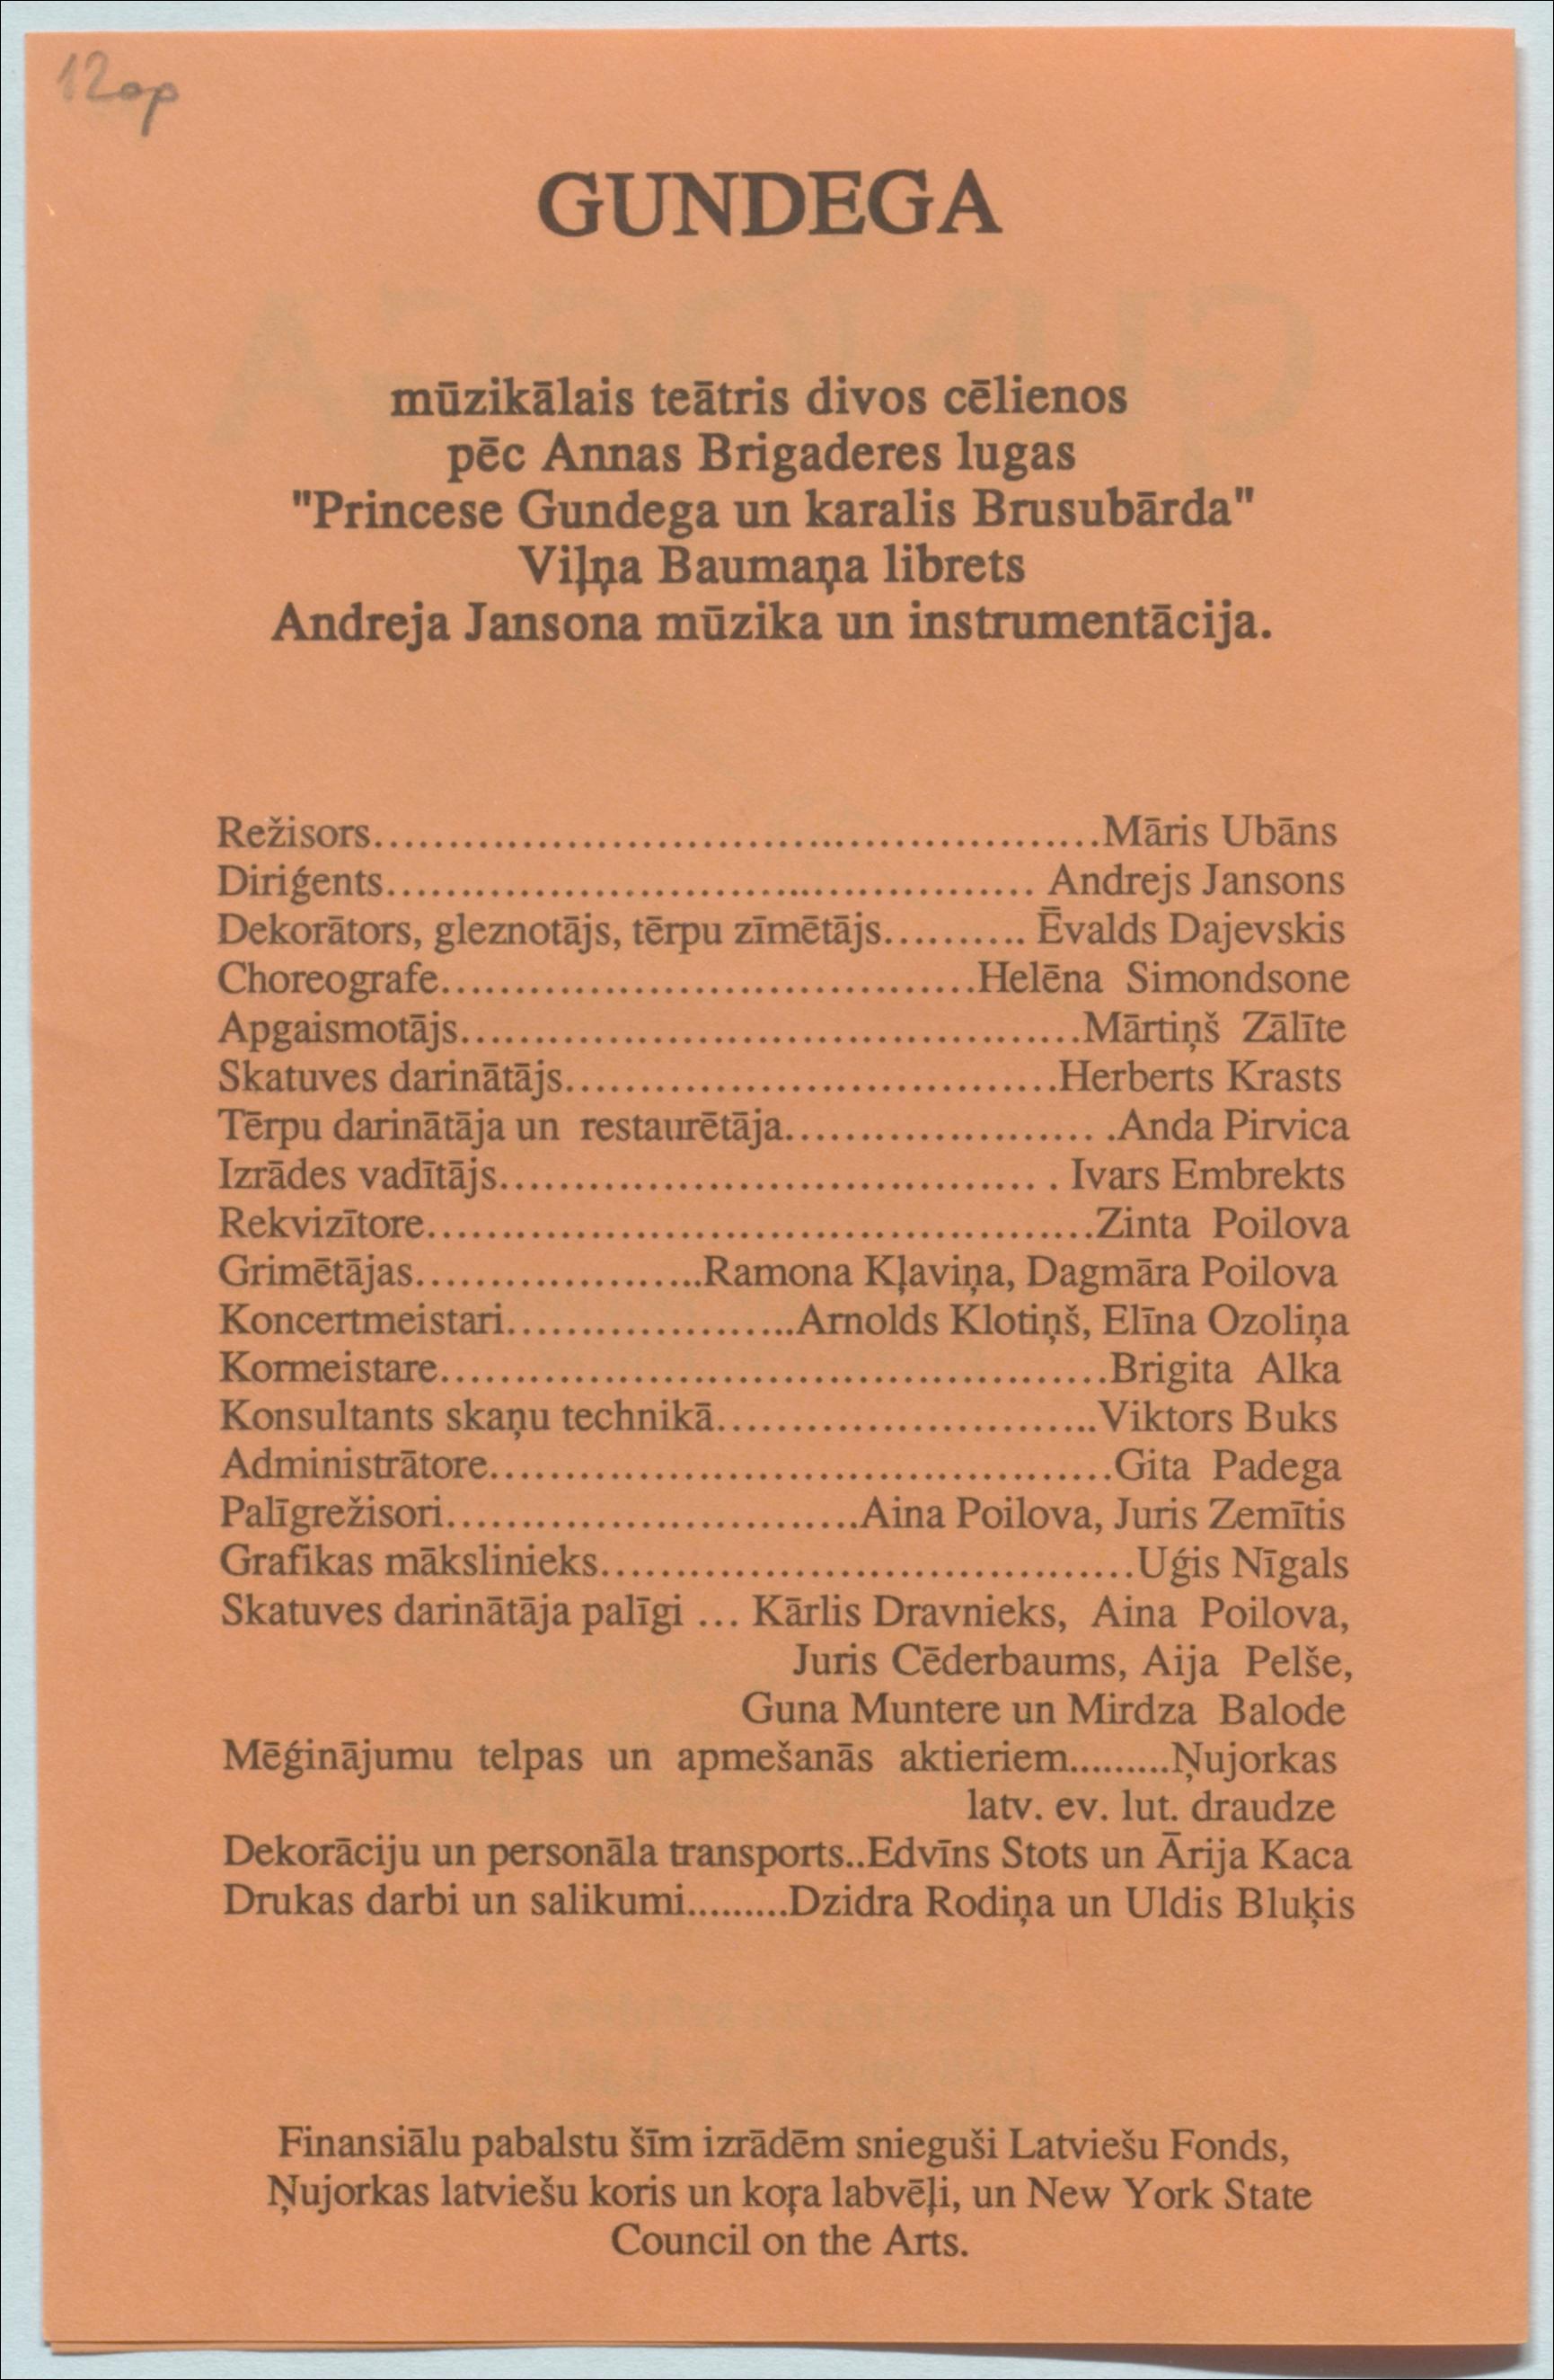 12op
GUNDEGA
mūzikālais teātris divos cēlienos
pēc Annas Brigaderes lugas
"Princese Gundega un karalis Brusubārda"
Viļņa Baumaņa librets
Andreja Jansona mūzika un instrumentācija.
Režisors....................................................Māris Ubāns
Diriģents............................................... Andrejs Jansons
Dekorātors, gleznotājs, tērpu zīmētājs.......... Ēvalds Dajevskis
Choreografe.......................................Helēna Simondsone
Apgaismotājs.............................................Mārtiņš Zālīte
Skatuves darinātājs....................................Herberts Krasts
Tērpu darinātāja un restaurētāja...................... .Anda Pirvica
Izrādes vadītājs....................................... . Ivars Embrekts
Rekvizītore................................................Zinta Poilova
Grimētājas.....................Ramona Kļaviņa, Dagmāra Poilova
Koncertmeistari.....................Arnolds Klotiņš, Elīna Ozoliņa
Kormeistare................................................Brigita Alka
Konsultants skaņu technikā...........................Viktors Buks
Administrātore.............................................Gita Padega
Palīgrežisori..............................Aina Poilova, Juris Zemītis
Grafikas mākslinieks.......................................Uģis Nīgals
Skatuves darinātāja palīgi ... Kārlis Dravnieks, Aina Poilova,
Juris Cēderbaums, Aija Pelše,
Guna Muntere un Mirdza Balode
Mēģinājumu telpas un apmešanās aktieriem.........Ņujorkas
latv. ev. lut. draudze
Dekorāciju un personāla transports..Edvīns Stots un Ārija Kaca
Drukas darbi un salikumi.........Dzidra Rodiņa un Uldis Bluķis
Finansiālu pabalstu šīm izrādēm snieguši Latviešu Fonds,
Ņujorkas latviešu koris un koŗa labvēļi, un New York State
Council on the Arts.